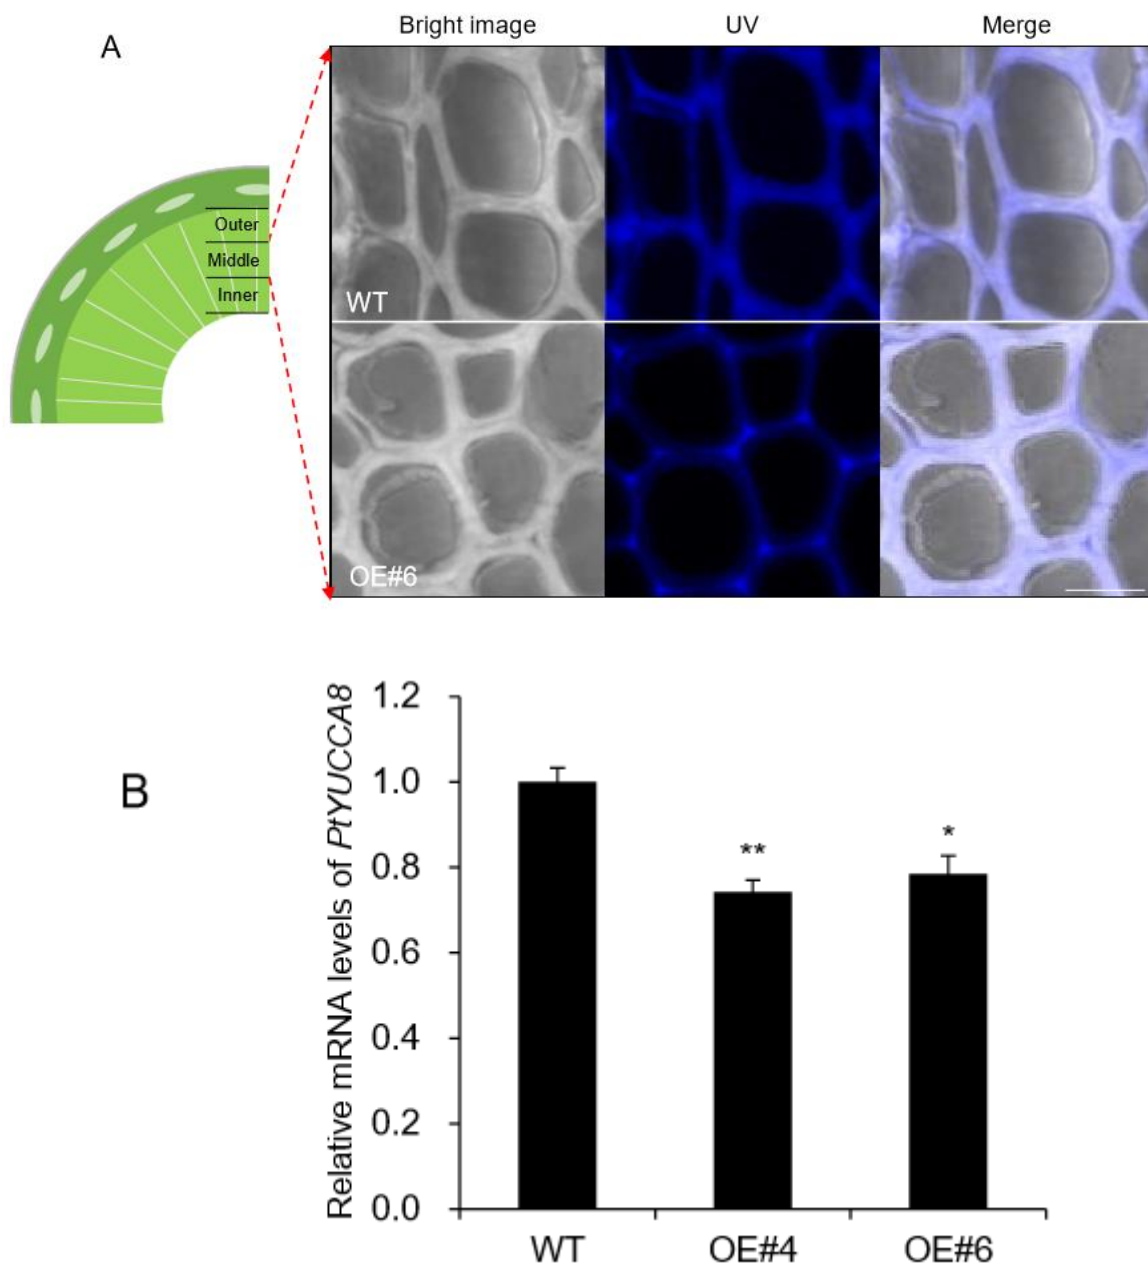 A
Bright image UV Merge
Outer
Middle
Inner
WT
OE#6
B
Relative mRNA levels of PtYUCCA8
1.2
1.0
0.8
0.6
0.4
0.2
0.0
** *
WT OE#4 OE#6